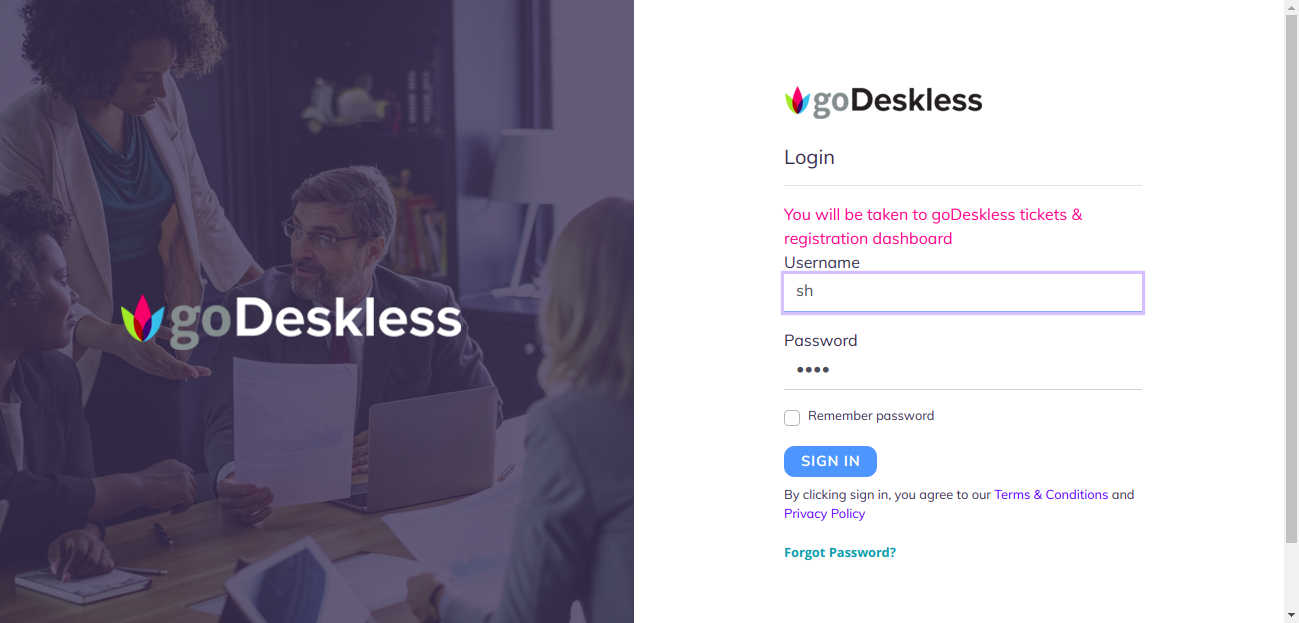 goDeskless
goDeskless
Login
You will be taken to goDeskless tickets &
registration dashboard
Username
sh
Password
••••
Remember password
SIGN IN
By clicking sign in, you agree to our Terms & Conditions and
Privacy Policy
Forgot Password?